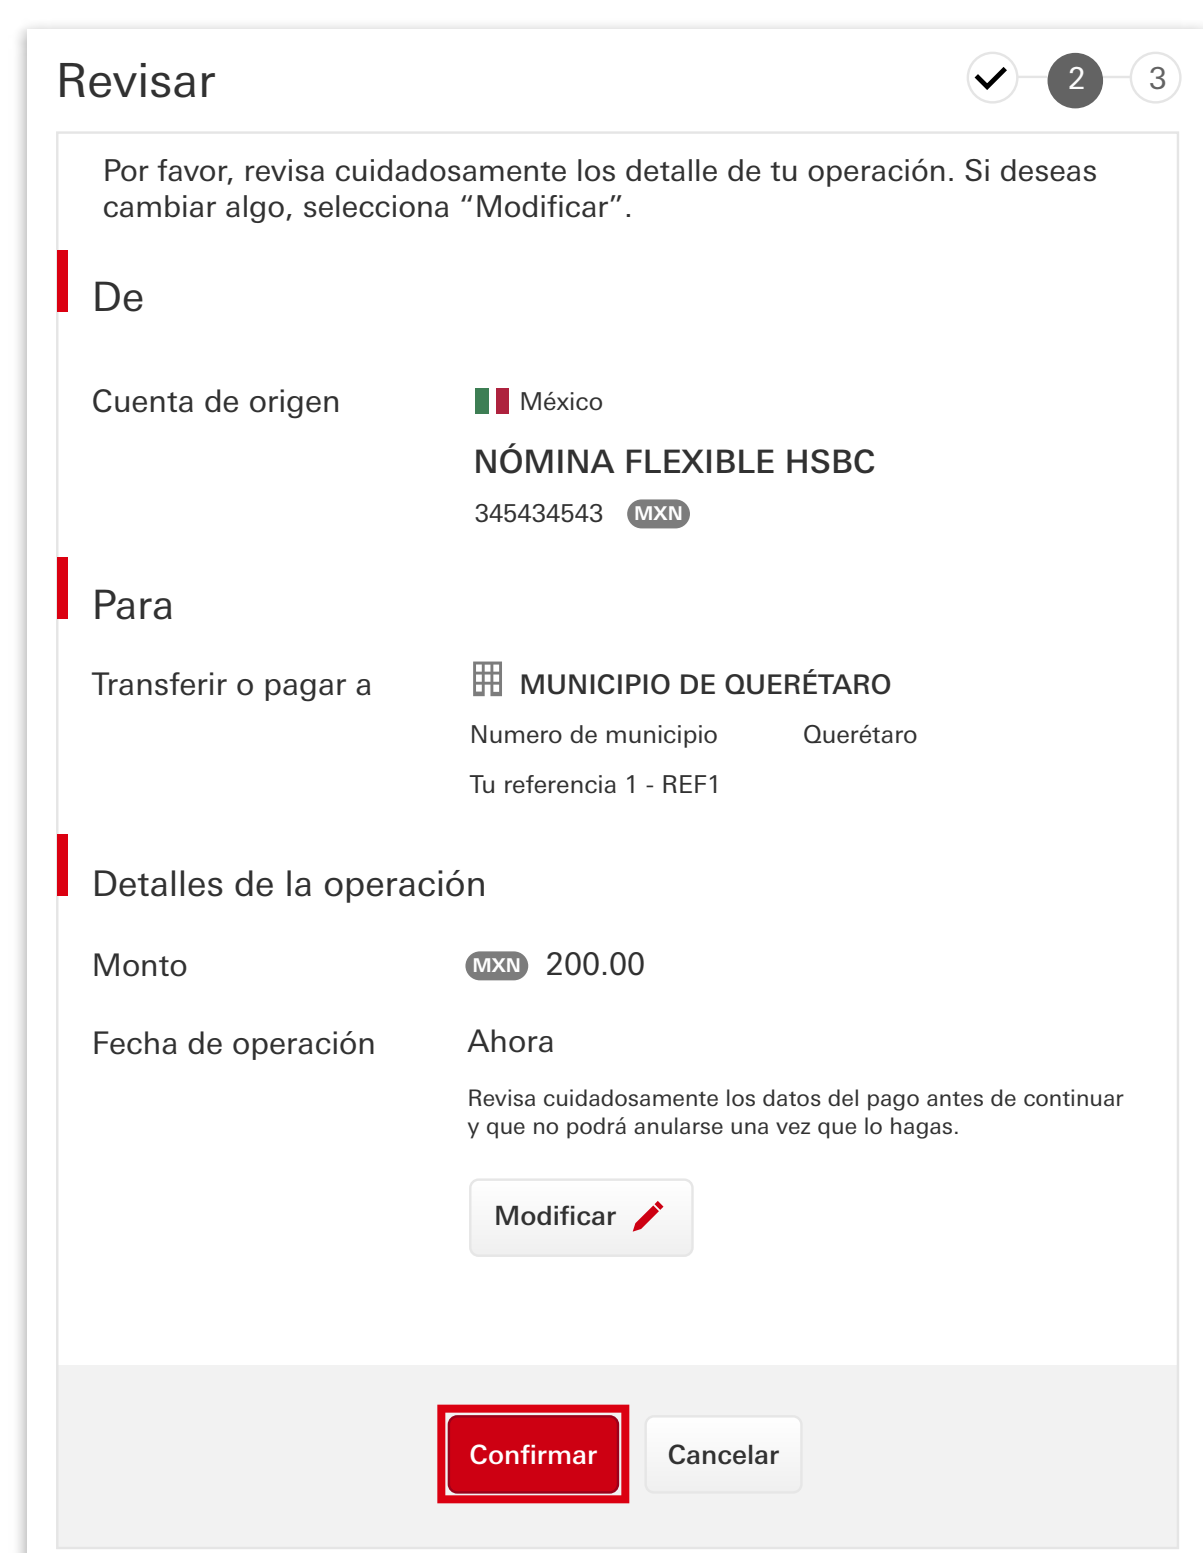 Revisar
2
3
Por favor, revisa cuidadosamente los detalle de tu operación. Si deseas
cambiar algo, selecciona “Modificar”.
De
Cuenta de origen
México
NÓMINA FLEXIBLE HSBC
345434543 MXN
Para
Transferir o pagar a
MUNICIPIO DE QUERÉTARO
Numero de municipio Querétaro
Tu referencia 1 - REF1
Detalles de la operación
Monto
MXN 200.00
Fecha de operación
Ahora
Revisa cuidadosamente los datos del pago antes de continuar
y que no podrá anularse una vez que lo hagas.
Modificar
Confirmar
Cancelar